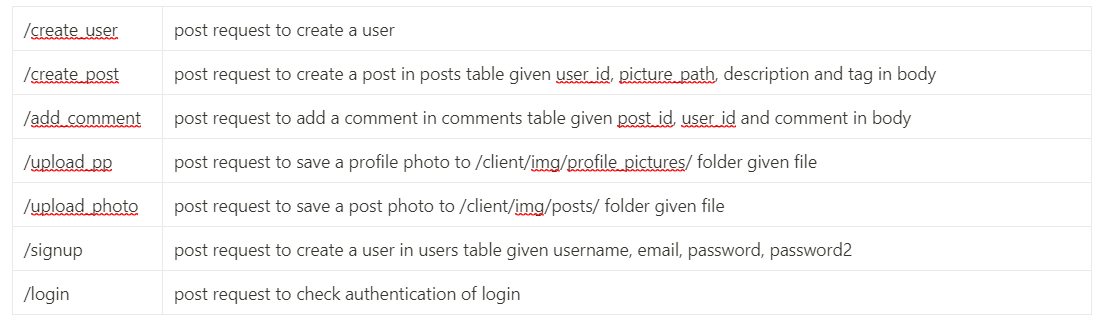 /create_user post request to create a user
/create_post post request to create a post in posts table given user_id, picture_path, description and tag in body
/add_comment post request to add a comment in comments table given post_id, user_id and comment in body
/upload_pp post request to save a profile photo to /client/img/profile_pictures/ folder given file
/upload_photo post request to save a post photo to /client/img/posts/ folder given file
/signup post request to create a user in users table given username, email, password, password2
/login post request to check authentication of login